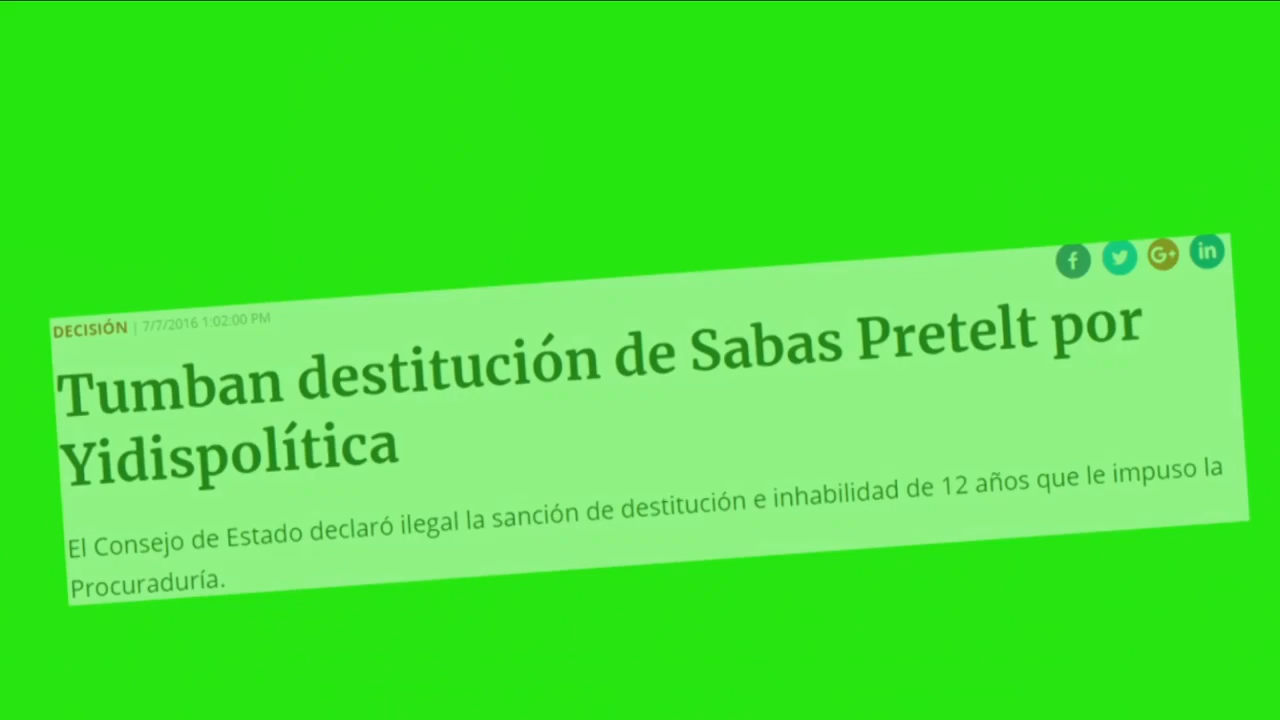 DECISIÓN | 7/7/2016 1:02:00 PM
Tumban destitución de Sabas Pretelt por
Yidispolítica
El Consejo de Estado declaró ilegal la sanción de destitución e inhabilidad de 12 años que le impuso la
Procuraduría.
f
G+
in